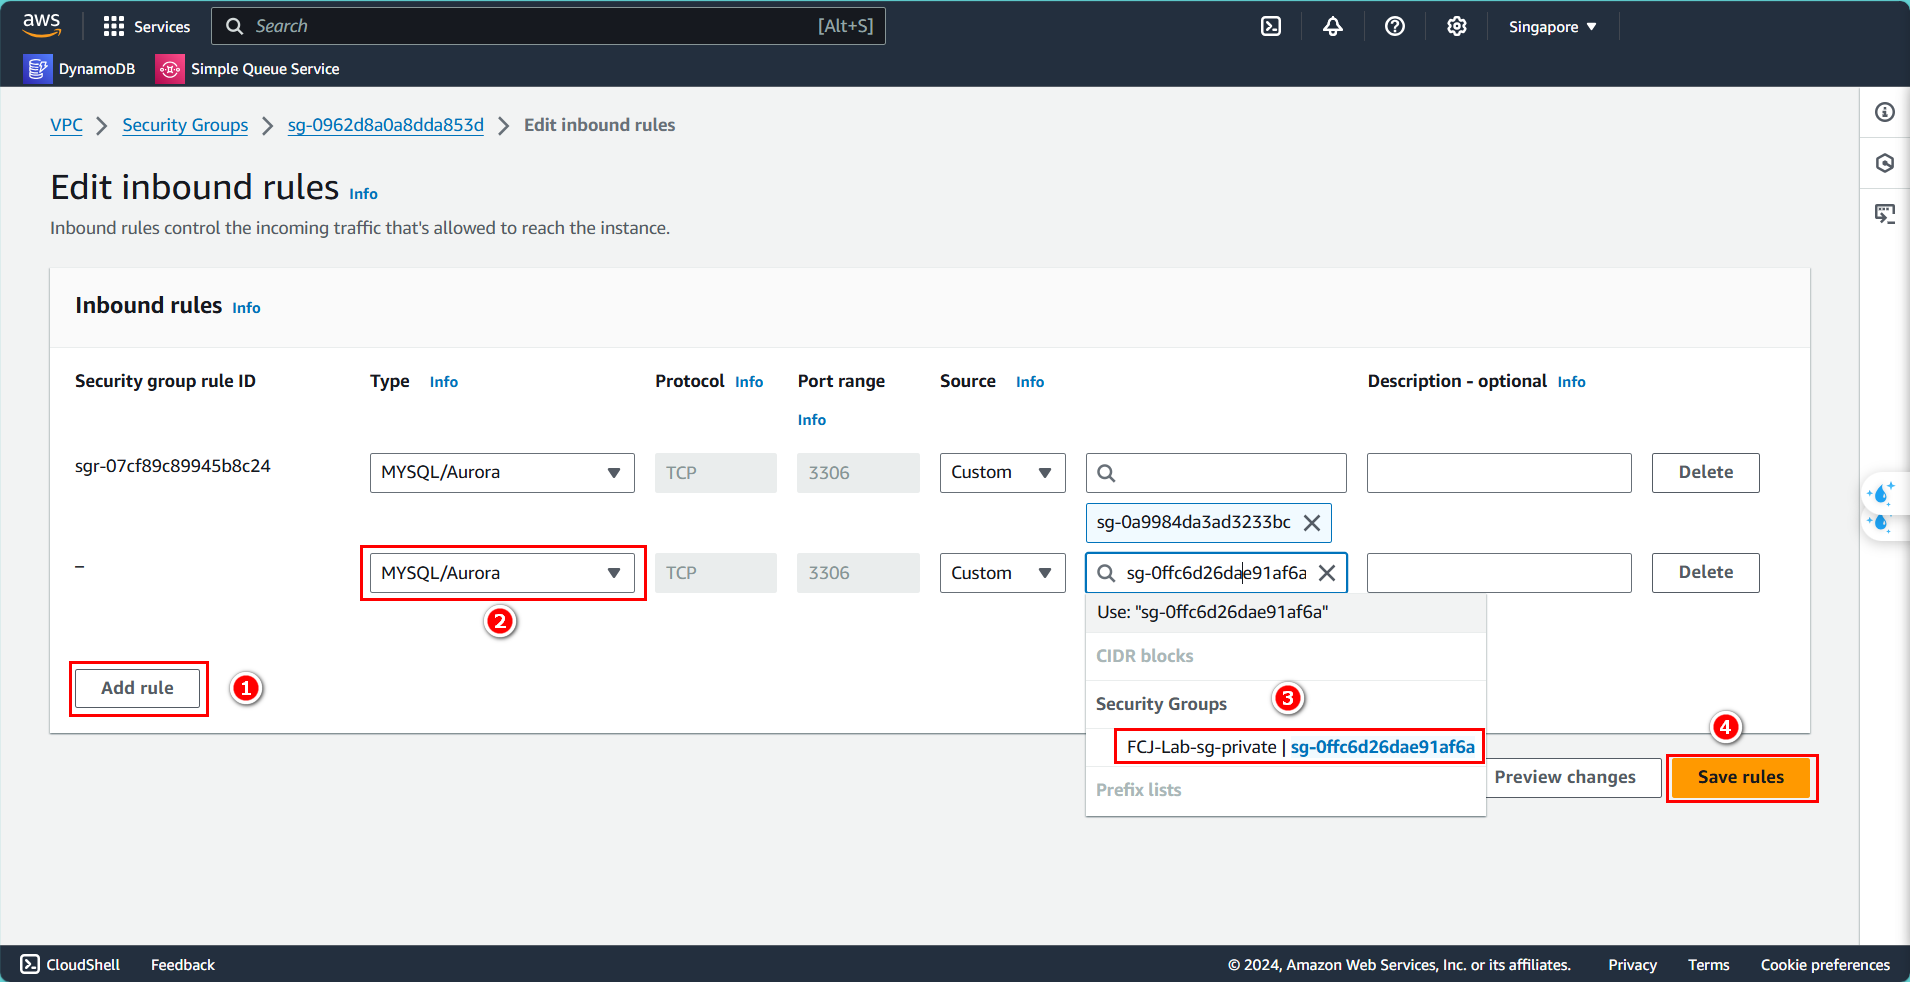 aws
Services
Search
[Alt+S]
Singapore
DynamoDB
Simple Queue Service
VPC
Security Groups
sg-0962d8a0a8dda853d
Edit inbound rules
Edit inbound rules Info
Inbound rules control the incoming traffic that's allowed to reach the instance.
Inbound rules Info
Security group rule ID
Type Info
Protocol Info
Port range
Info
Source Info
Description - optional Info
sgr-07cf89c89945b8c24
MYSQL/Aurora
TCP
3306
Custom
Delete
sg-0a9984da3ad3233bc
–
MYSQL/Aurora
TCP
3306
Custom
sg-0ffc6d26dae91af6a
Delete
2
Use: "sg-0ffc6d26dae91af6a"
CIDR blocks
Add rule
1
Security Groups
3
FCJ-Lab-sg-private | sg-0ffc6d26dae91af6a
Prefix lists
4
Preview changes
Save rules
CloudShell
Feedback
© 2024, Amazon Web Services, Inc. or its affiliates.
Privacy
Terms
Cookie preferences